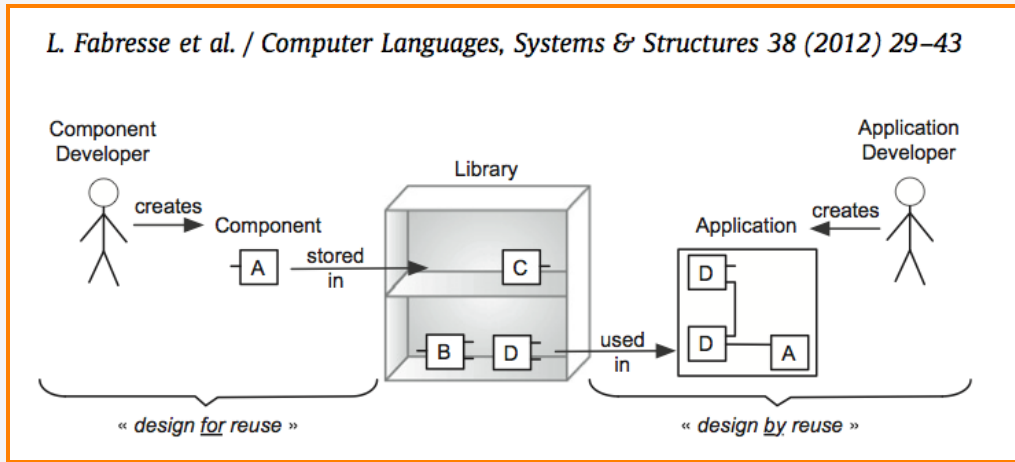 L. Fabresse et al. / Computer Languages, Systems & Structures 38 (2012) 29–43
Component
Developer
Application
Developer
Library
creates
Component
Application
creates
A
stored
in
C
D
B
D
used
in
D
A
« design for reuse »
« design by reuse »